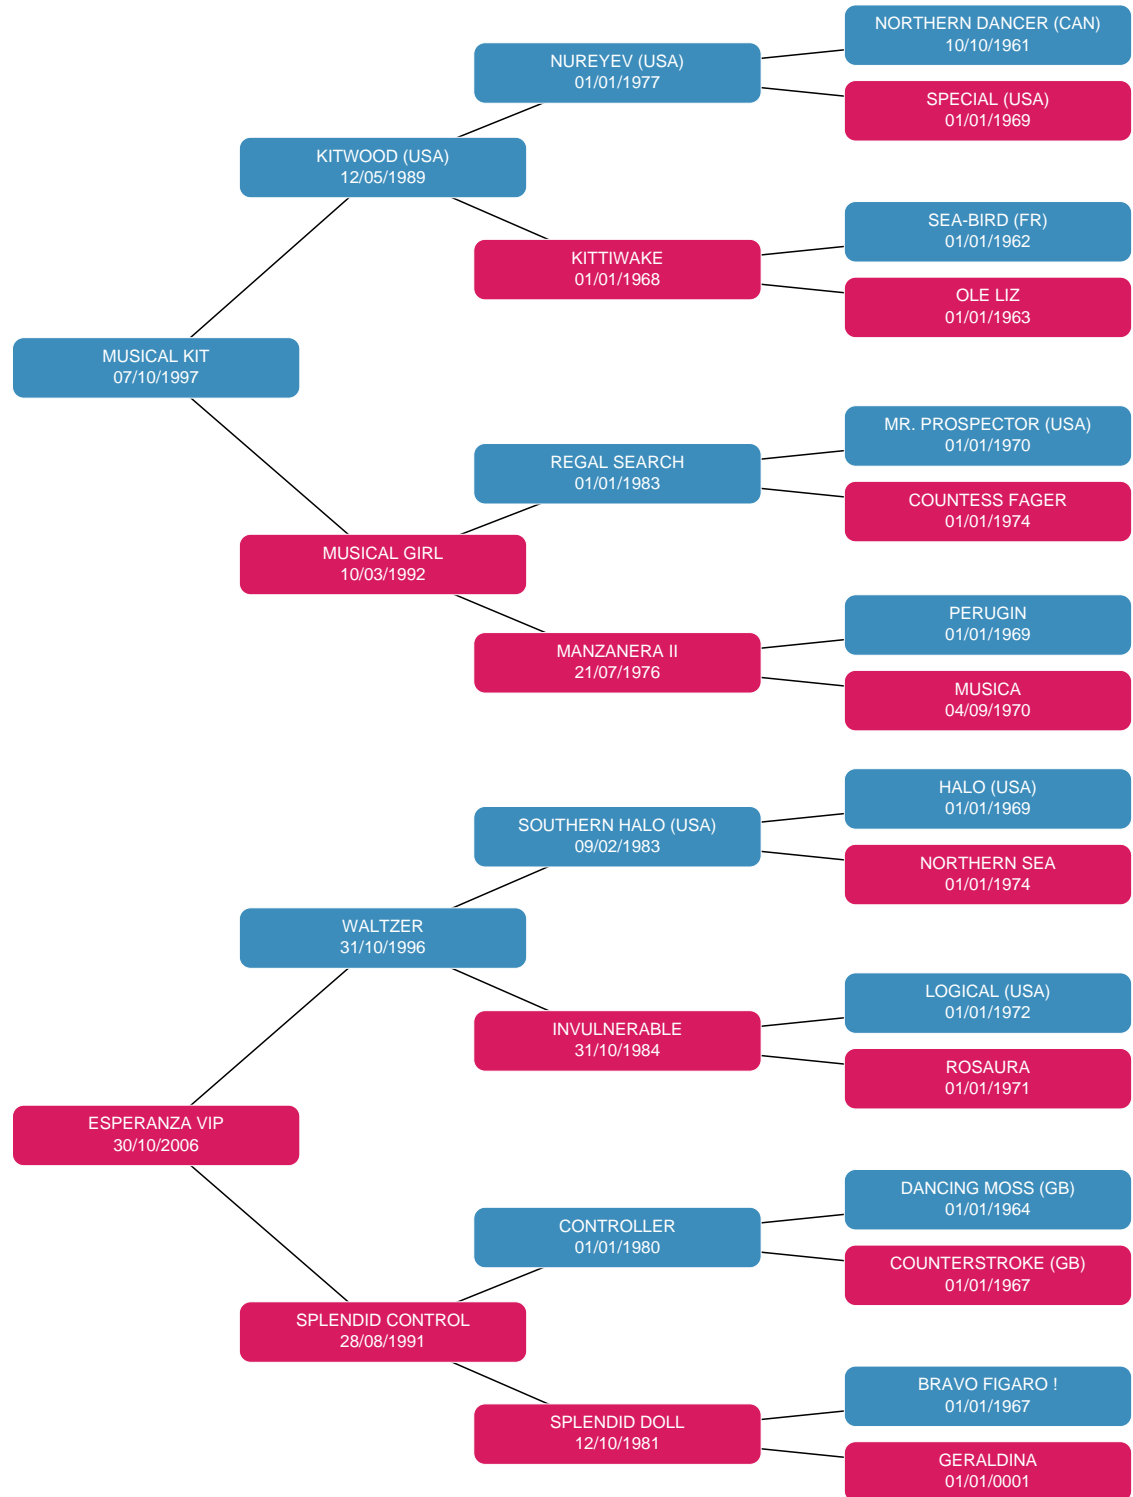 NORTHERN DANCER (CAN)
10/10/1961
NUREYEV (USA)
01/01/1977
SPECIAL (USA)
01/01/1969
KITWOOD (USA)
12/05/1989
SEA-BIRD (FR)
01/01/1962
KITTIWAKE
01/01/1968
OLE LIZ
01/01/1963
MUSICAL KIT
07/10/1997
MR. PROSPECTOR (USA)
01/01/1970
REGAL SEARCH
01/01/1983
COUNTESS FAGER
01/01/1974
MUSICAL GIRL
10/03/1992
PERUGIN
01/01/1969
MANZANERA II
21/07/1976
MUSICA
04/09/1970
HALO (USA)
01/01/1969
SOUTHERN HALO (USA)
09/02/1983
NORTHERN SEA
01/01/1974
WALTZER
31/10/1996
LOGICAL (USA)
01/01/1972
INVULNERABLE
31/10/1984
ROSAURA
01/01/1971
ESPERANZA VIP
30/10/2006
DANCING MOSS (GB)
01/01/1964
CONTROLLER
01/01/1980
COUNTERSTROKE (GB)
01/01/1967
SPLENDID CONTROL
28/08/1991
BRAVO FIGARO !
01/01/1967
SPLENDID DOLL
12/10/1981
GERALDINA
01/01/0001